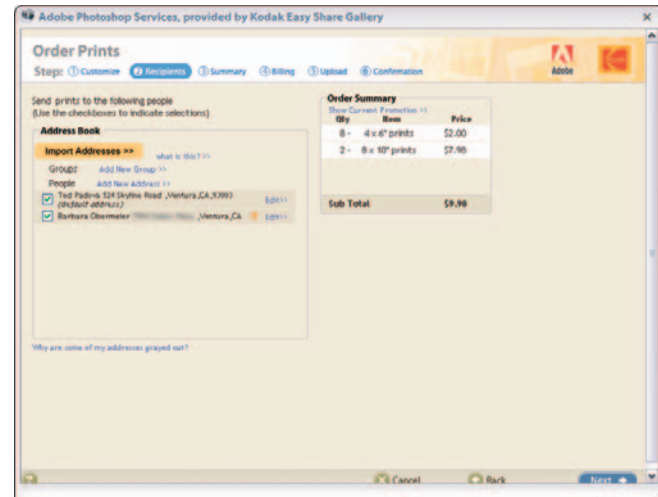 Adobe Photoshop Services, provided by Kodak Easy Share Gallery
Order Prints
Step: 1 Customize 2 Recipients 3 Summary 4 Billing 5 Upload 6 Confirmation
Adobe
Kodak
Send prints to the following people
(Use the checkboxes to indicate selections)
Address Book
Import Addresses >> what is this? >>
Groups Add New Group >>
People Add New Address >>
Ted Padova 524 Skyline Road ,Ventura,CA,93003 Edit>>
(default address)
Barbara Obermeier ,Ventura,CA Edit>>
Why are some of my addresses grayed out?
Order Summary
Show Current Promotion >>
Qty Item Price
8 - 4 x 6" prints $2.00
2 - 8 x 10" prints $7.98
Sub Total $9.98
Cancel Back Next